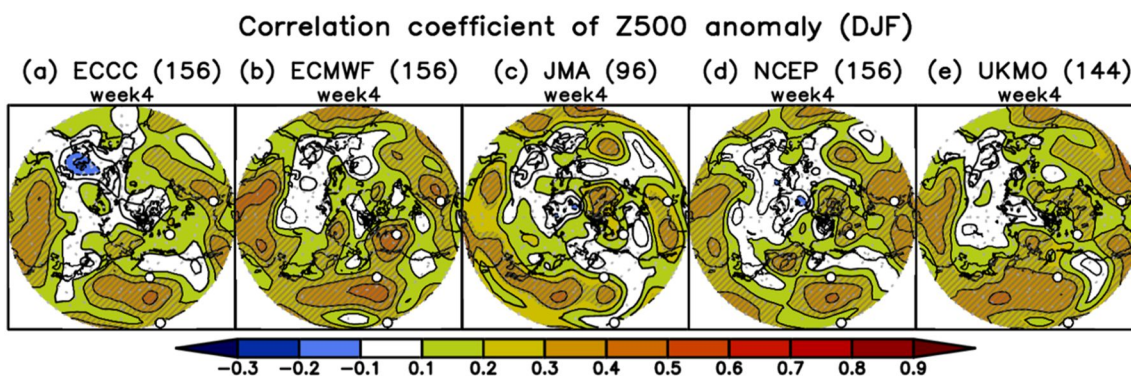 Correlation coefficient of Z500 anomaly (DJF)
(a) ECCC (156) (b) ECMWF (156) (c) JMA (96) (d) NCEP (156) (e) UKMO (144)
week4 week4 week4 week4 week4
-0.3 -0.2 -0.1 0.1 0.2 0.3 0.4 0.5 0.6 0.7 0.8 0.9